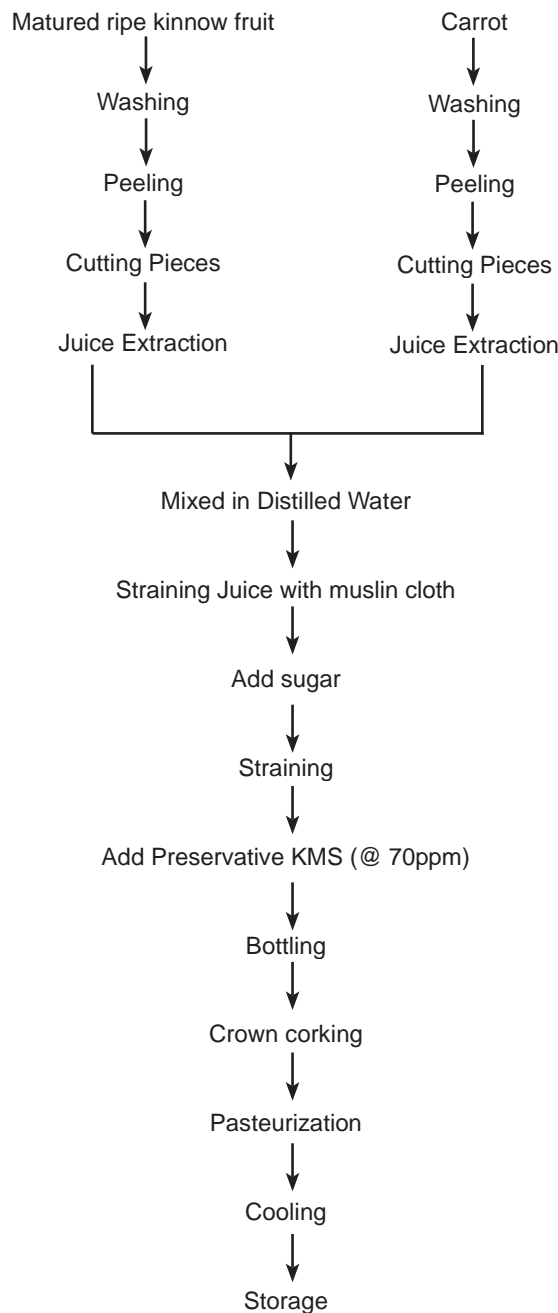 Matured ripe kinnow fruit
Washing
Peeling
Cutting Pieces
Juice Extraction
Carrot
Washing
Peeling
Cutting Pieces
Juice Extraction
Mixed in Distilled Water
Straining Juice with muslin cloth
Add sugar
Straining
Add Preservative KMS (@ 70ppm)
Bottling
Crown corking
Pasteurization
Cooling
Storage